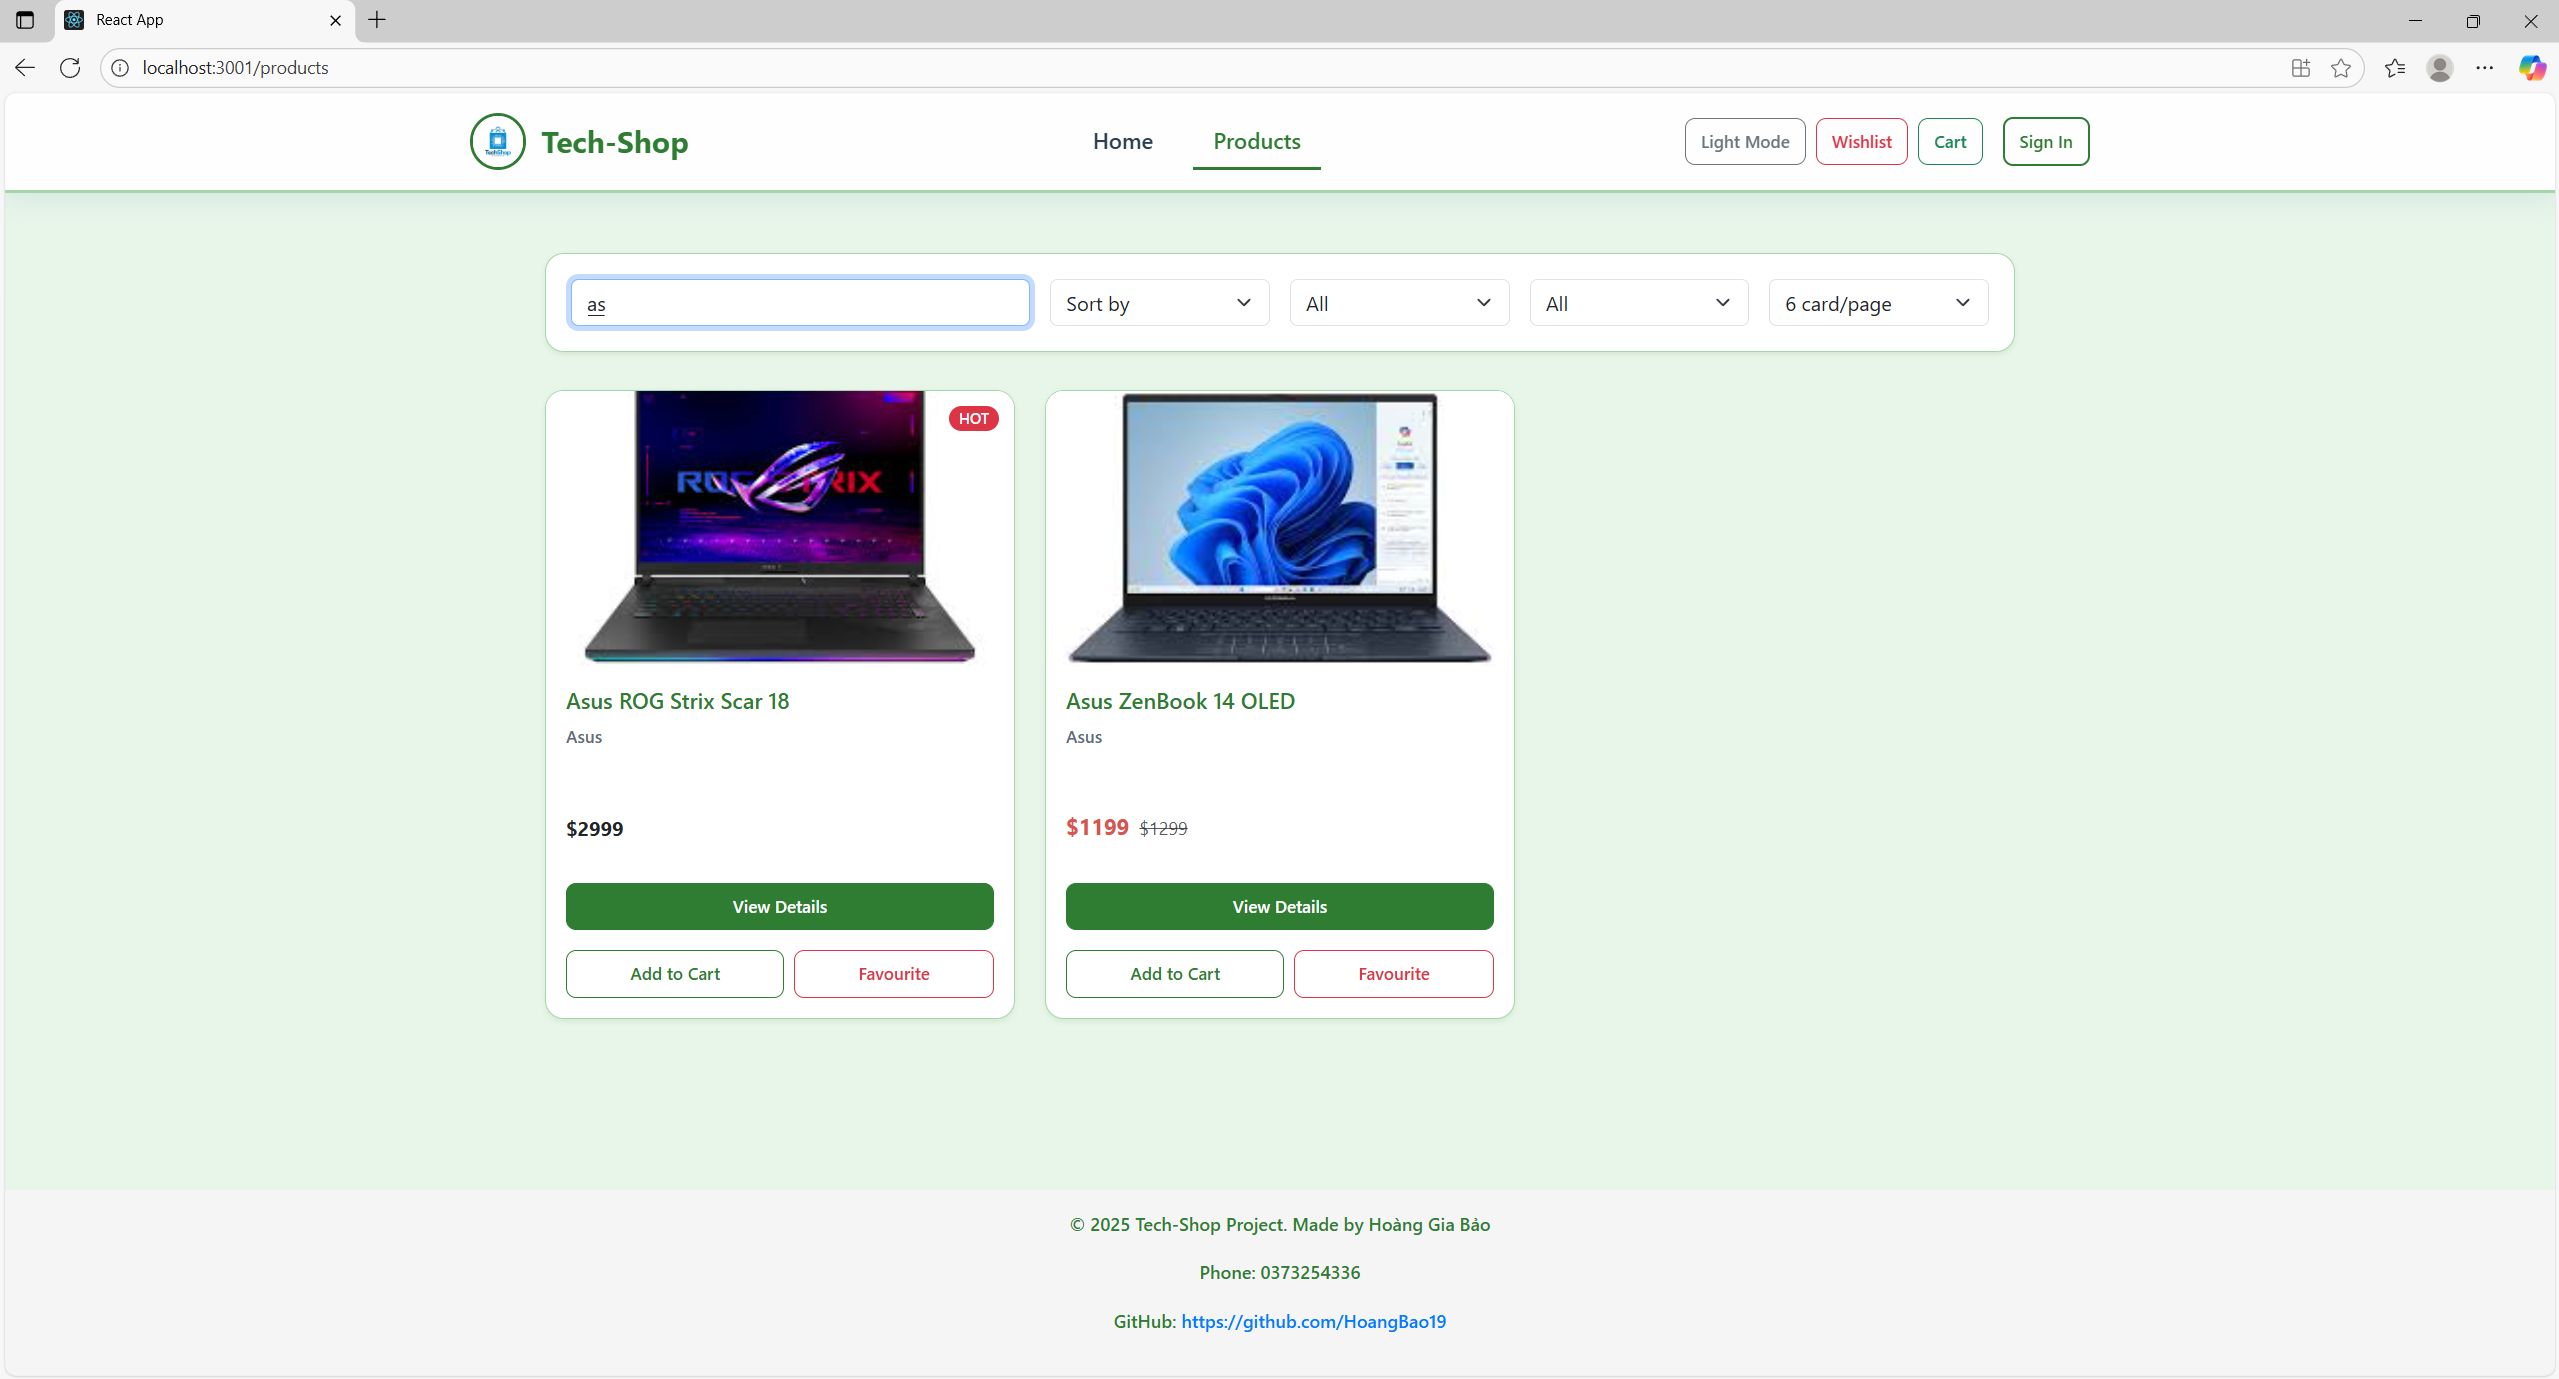 React App
localhost:3001/products
TechShop
Tech-Shop
Home
Products
Light Mode
Wishlist
Cart
Sign In
as
Sort by
All
All
6 card/page
HOT
Asus ROG Strix Scar 18
Asus
$2999
View Details
Add to Cart
Favourite
Asus ZenBook 14 OLED
Asus
$1199 $1299
View Details
Add to Cart
Favourite
© 2025 Tech-Shop Project. Made by Hoàng Gia Bảo
Phone: 0373254336
GitHub: https://github.com/HoangBao19